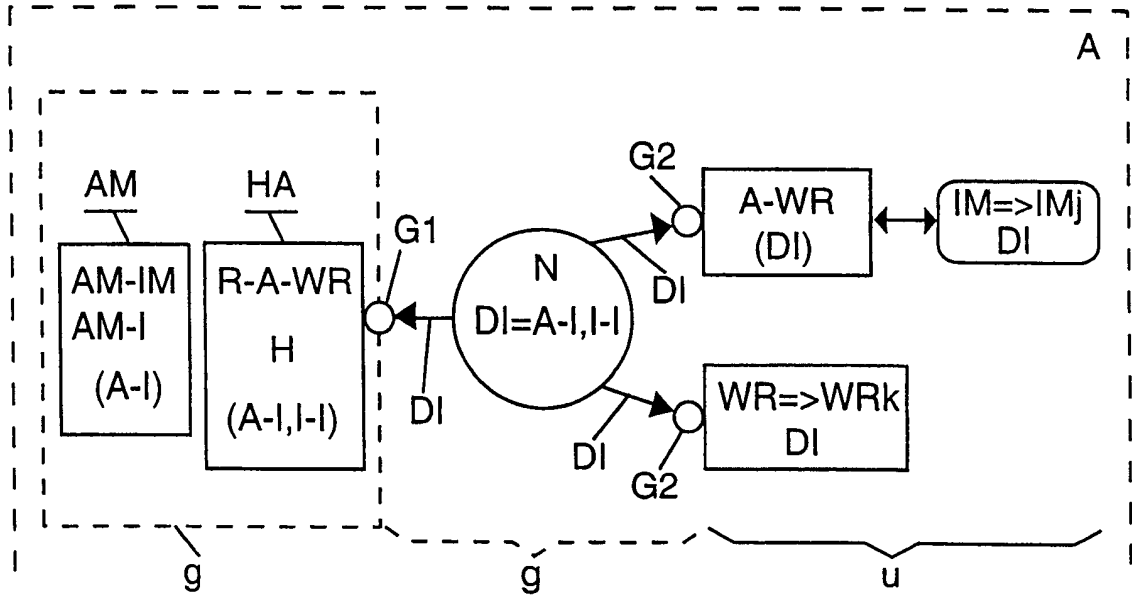 A
AM
HA
G1
G2
AM-IM
AM-I
(A-I)
R-A-WR
H
(A-I,I-I)
DI
N
DI=A-I,I-I
DI
A-WR
(DI)
IM=>IMj
DI
DI
G2
WR=>WRk
DI
g
g
u